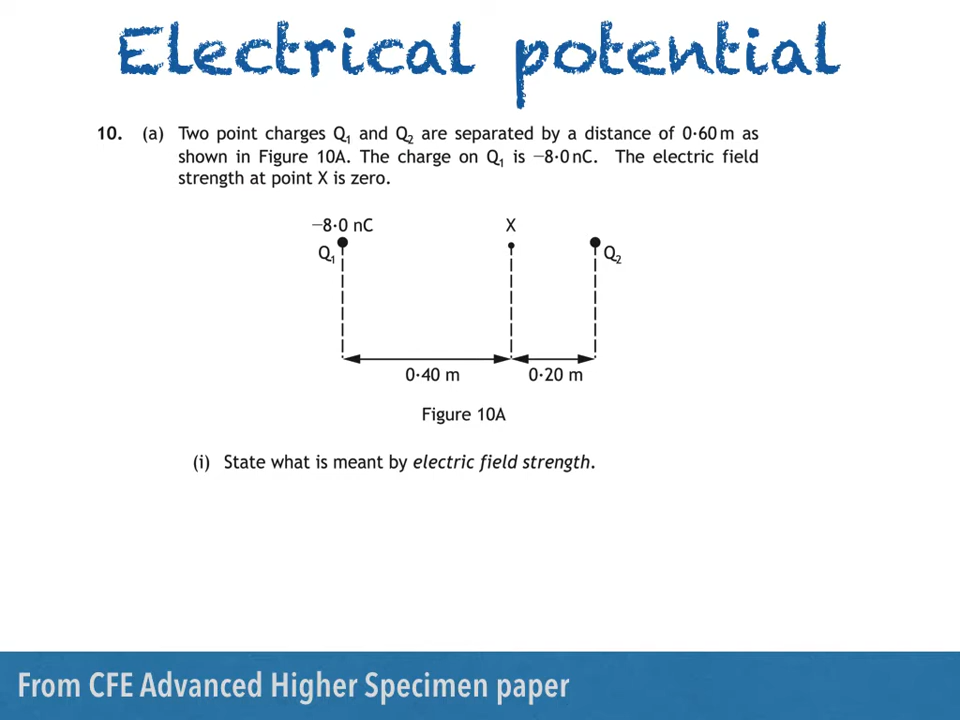 Electrical potential
10. (a) Two point charges Q₁ and Q₂ are separated by a distance of 0·60 m as
shown in Figure 10A. The charge on Q₁ is −8·0 nC. The electric field
strength at point X is zero.
−8·0 nC X
Q₁ Q₂
0·40 m 0·20 m
Figure 10A
(i) State what is meant by electric field strength.
From CFE Advanced Higher Specimen paper